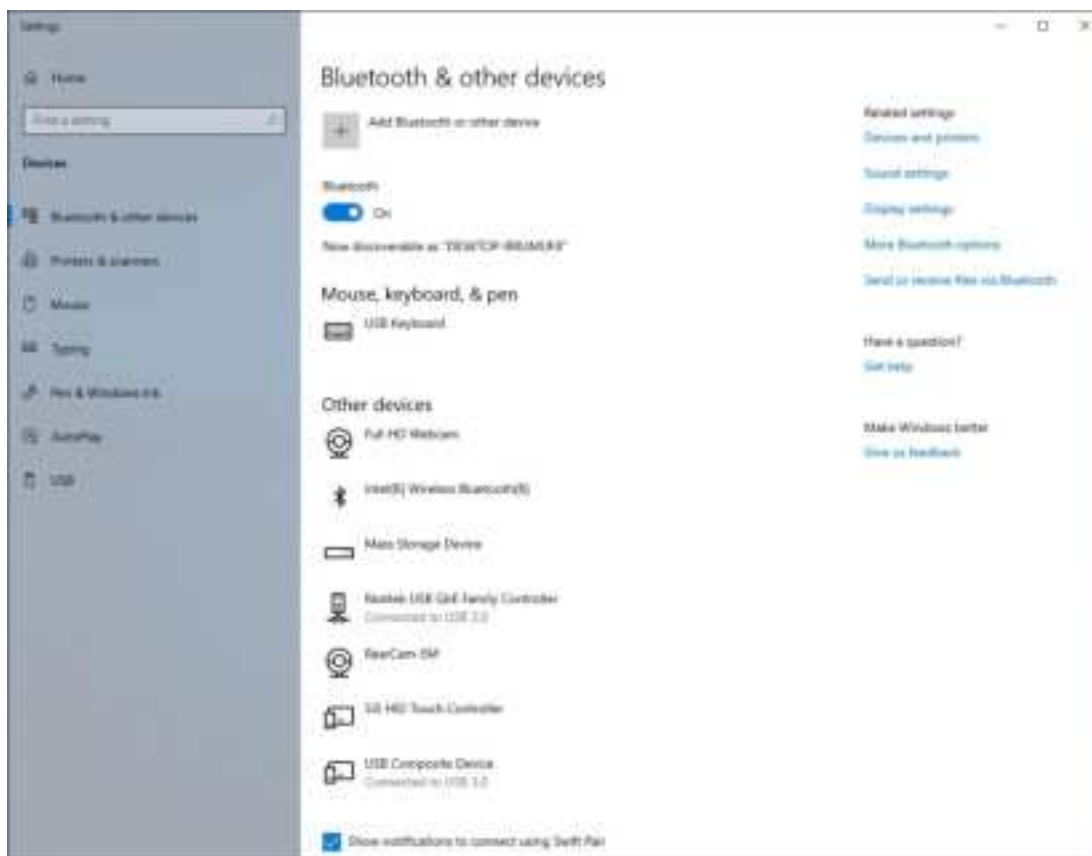 Settings
Home
Find a setting
Devices
Bluetooth & other devices
Printers & scanners
Mouse
Typing
Pen & Windows Ink
AutoPlay
USB
Bluetooth & other devices
Add Bluetooth or other device
Bluetooth
On
Now discoverable as
Mouse, keyboard, & pen
USB Keyboard
Other devices
Full HD Webcam
Intel(R) Wireless Bluetooth(R)
Mass Storage Device
Realtek USB GbE Family Controller
Connected to USB 3.0
RearCam 8M
SiS HID Touch Controller
USB Composite Device
Connected to USB 3.0
Show notifications to connect using Swift Pair
Related settings
Devices and printers
Sound settings
Display settings
More Bluetooth options
Send or receive files via Bluetooth
Have a question?
Get help
Make Windows better
Give us feedback